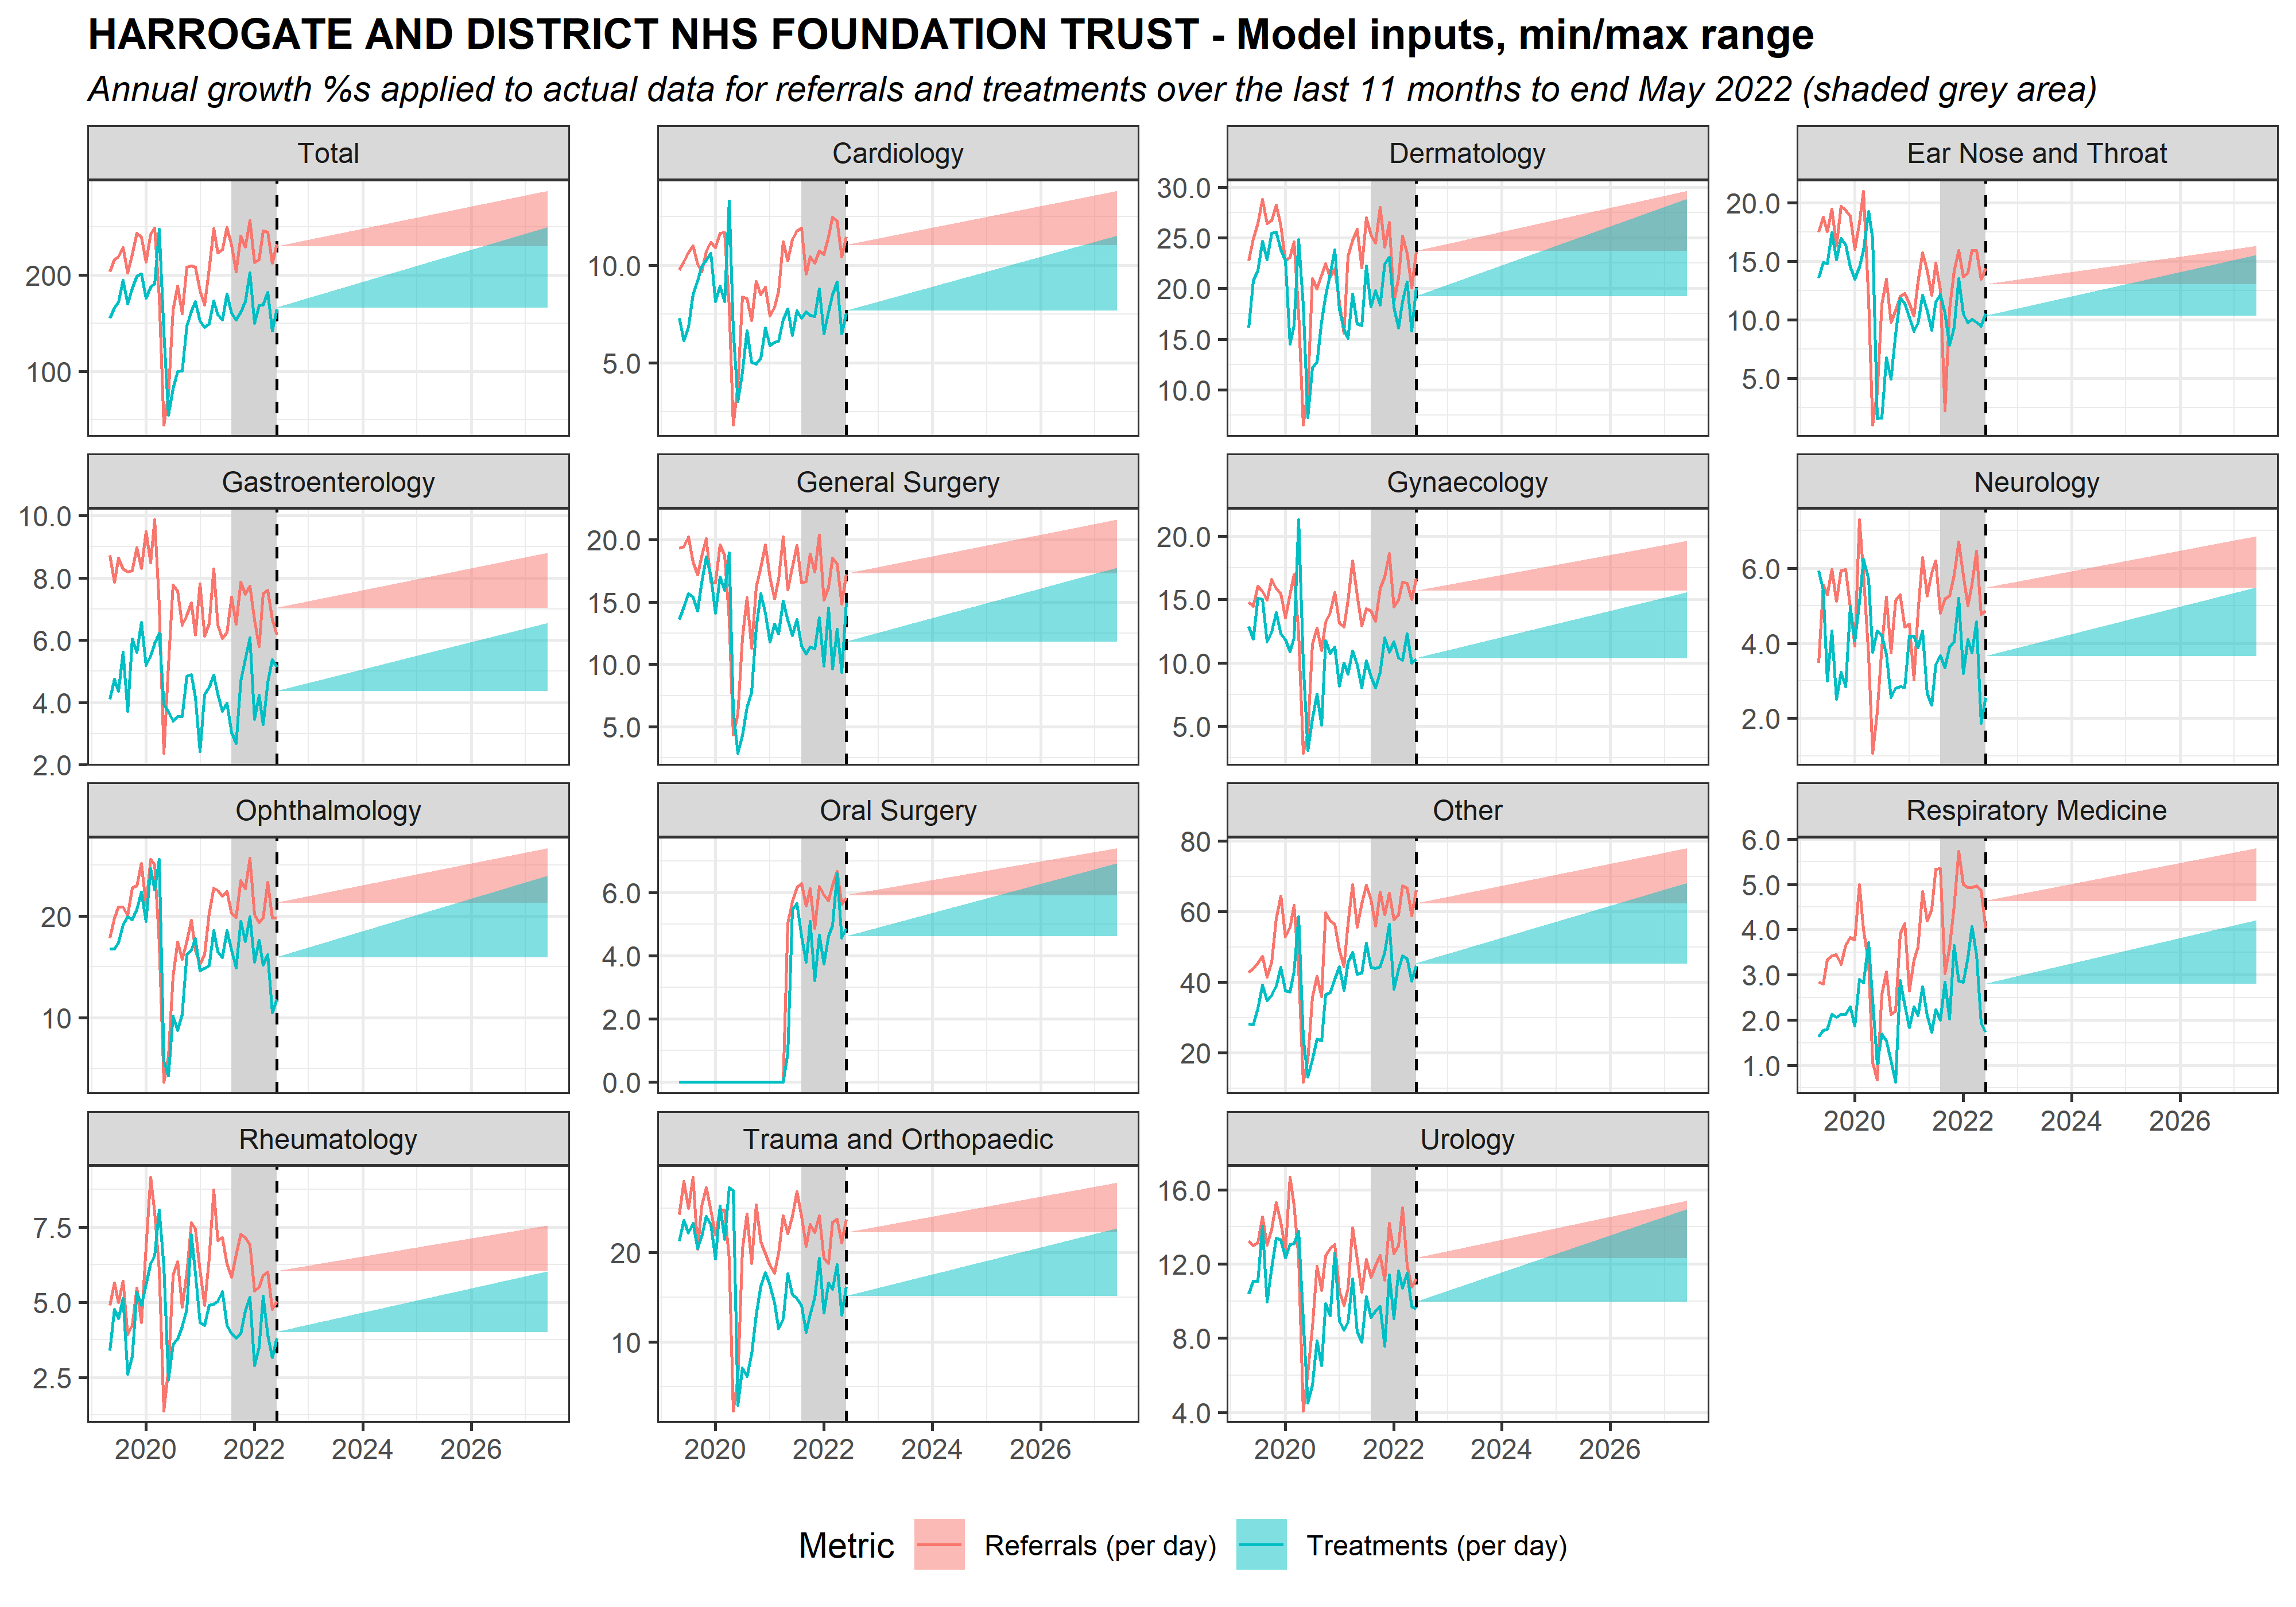 HARROGATE AND DISTRICT NHS FOUNDATION TRUST - Model inputs, min/max range
Annual growth %s applied to actual data for referrals and treatments over the last 11 months to end May 2022 (shaded grey area)
Total
Cardiology
Dermatology
Ear Nose and Throat
200
100
10.0
5.0
30.0
25.0
20.0
15.0
10.0
20.0
15.0
10.0
5.0
Gastroenterology
General Surgery
Gynaecology
Neurology
10.0
8.0
6.0
4.0
2.0
20.0
15.0
10.0
5.0
20.0
15.0
10.0
5.0
6.0
4.0
2.0
Ophthalmology
Oral Surgery
Other
Respiratory Medicine
20
10
6.0
4.0
2.0
0.0
80
60
40
20
6.0
5.0
4.0
3.0
2.0
1.0
2020 2022 2024 2026
Rheumatology
Trauma and Orthopaedic
Urology
7.5
5.0
2.5
20
10
16.0
12.0
8.0
4.0
2020 2022 2024 2026
2020 2022 2024 2026
2020 2022 2024 2026
Metric Referrals (per day) Treatments (per day)